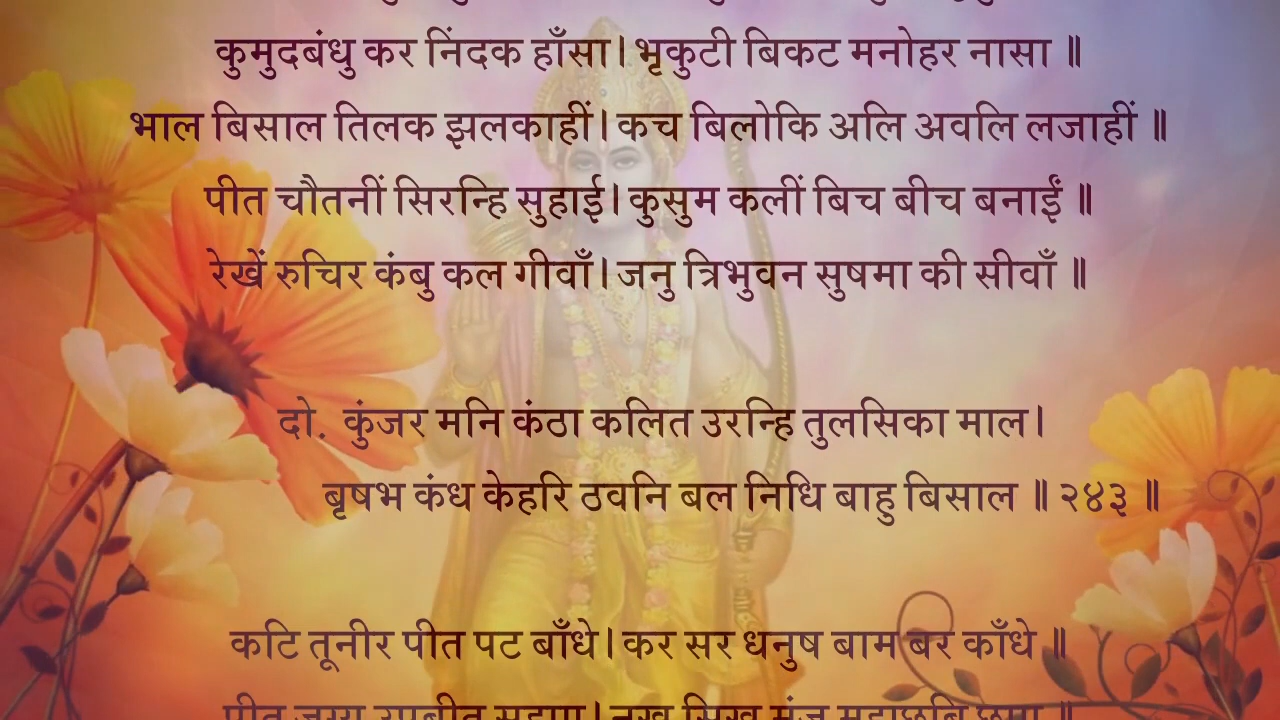 कुमुदबंधु कर निंदक हाँसा। भृकुटी बिकट मनोहर नासा ॥
भाल बिसाल तिलक झलकाहीं। कच बिलोकि अलि अवलि लजाहीं ॥
पीत चौतनीं सिरन्हि सुहाई। कुसुम कलीं बिच बीच बनाईं ॥
रेखें रुचिर कंबु कल गीवाँ। जनु त्रिभुवन सुषमा की सीवाँ ॥
दो. कुंजर मनि कंठा कलित उरन्हि तुलसिका माल।
बृषभ कंध केहरि ठवनि बल निधि बाहु बिसाल ॥ २४३ ॥
कटि तूनीर पीत पट बाँधे। कर सर धनुष बाम बर काँधे ॥